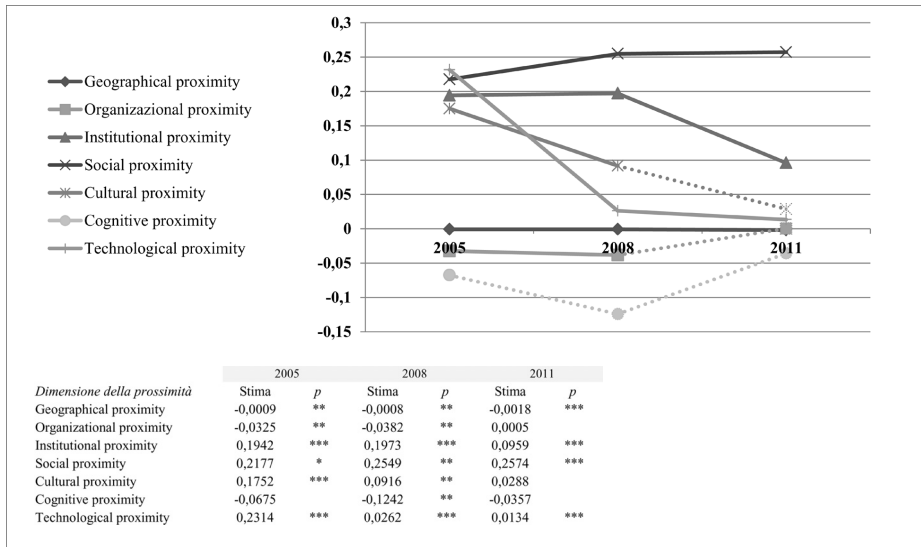 0,3
0,25
0,2
0,15
0,1
0,05
0
-0,05
-0,1
-0,15
2005 2008 2011
Geographical proximity
Organizazional proximity
Institutional proximity
Social proximity
Cultural proximity
Cognitive proximity
Technological proximity
2005 2008 2011
Dimensione della prossimità Stima p Stima p Stima p
Geographical proximity -0,0009 ** -0,0008 ** -0,0018 ***
Organizational proximity -0,0325 ** -0,0382 ** 0,0005
Institutional proximity 0,1942 *** 0,1973 *** 0,0959 ***
Social proximity 0,2177 * 0,2549 ** 0,2574 ***
Cultural proximity 0,1752 *** 0,0916 ** 0,0288
Cognitive proximity -0,0675 -0,1242 ** -0,0357
Technological proximity 0,2314 *** 0,0262 *** 0,0134 ***